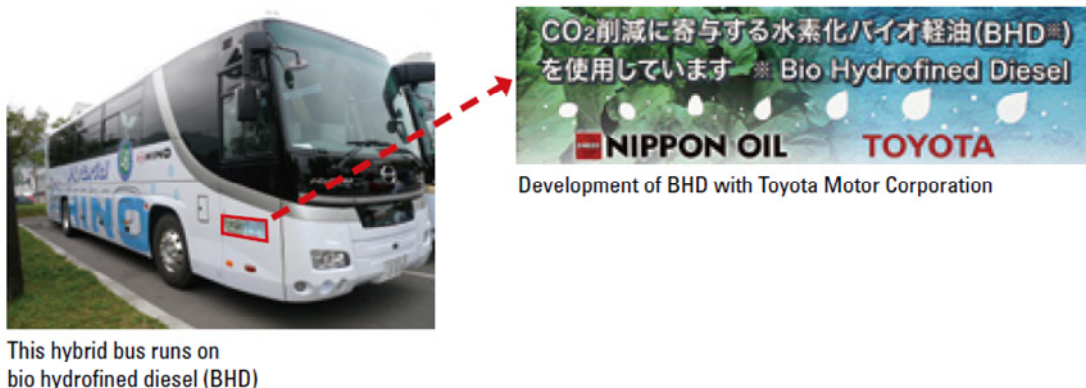 CO2削減に寄与する水素化バイオ軽油(BHD※)
を使用しています ※ Bio Hydrofined Diesel
NIPPON OIL TOYOTA
Development of BHD with Toyota Motor Corporation
Hybrid
HINO
This hybrid bus runs on
bio hydrofined diesel (BHD)